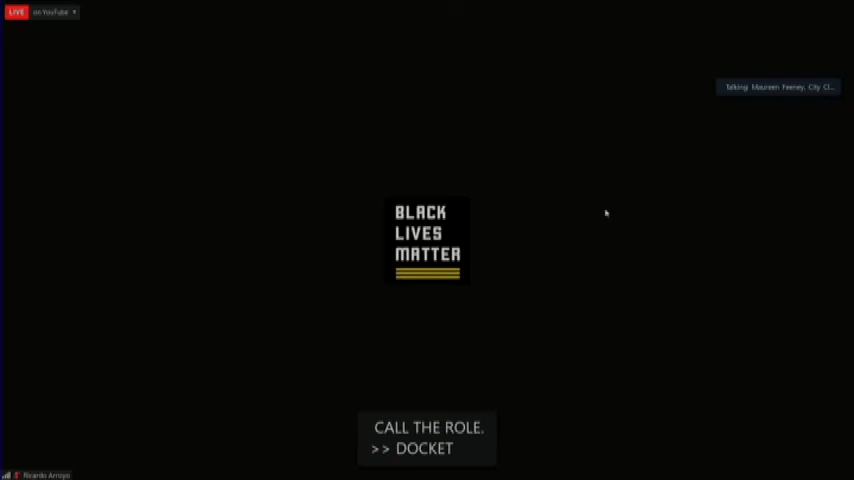 LIVE on YouTube
Talking: Maureen Feeney, City Cl...
BLACK
LIVES
MATTER
CALL THE ROLE.
>> DOCKET
Ricardo Arroyo